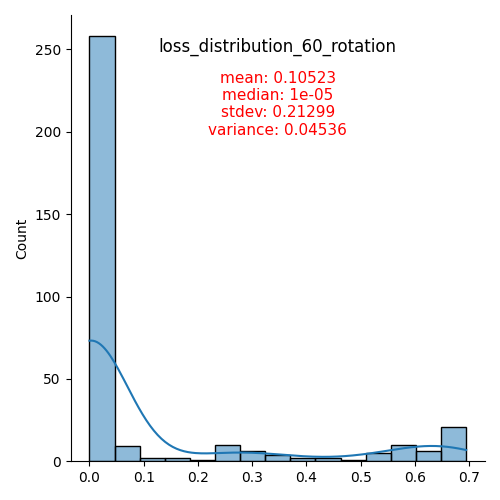 loss_distribution_60_rotation
mean: 0.10523
median: 1e-05
stdev: 0.21299
variance: 0.04536
Count
250
200
150
100
50
0
0.0 0.1 0.2 0.3 0.4 0.5 0.6 0.7